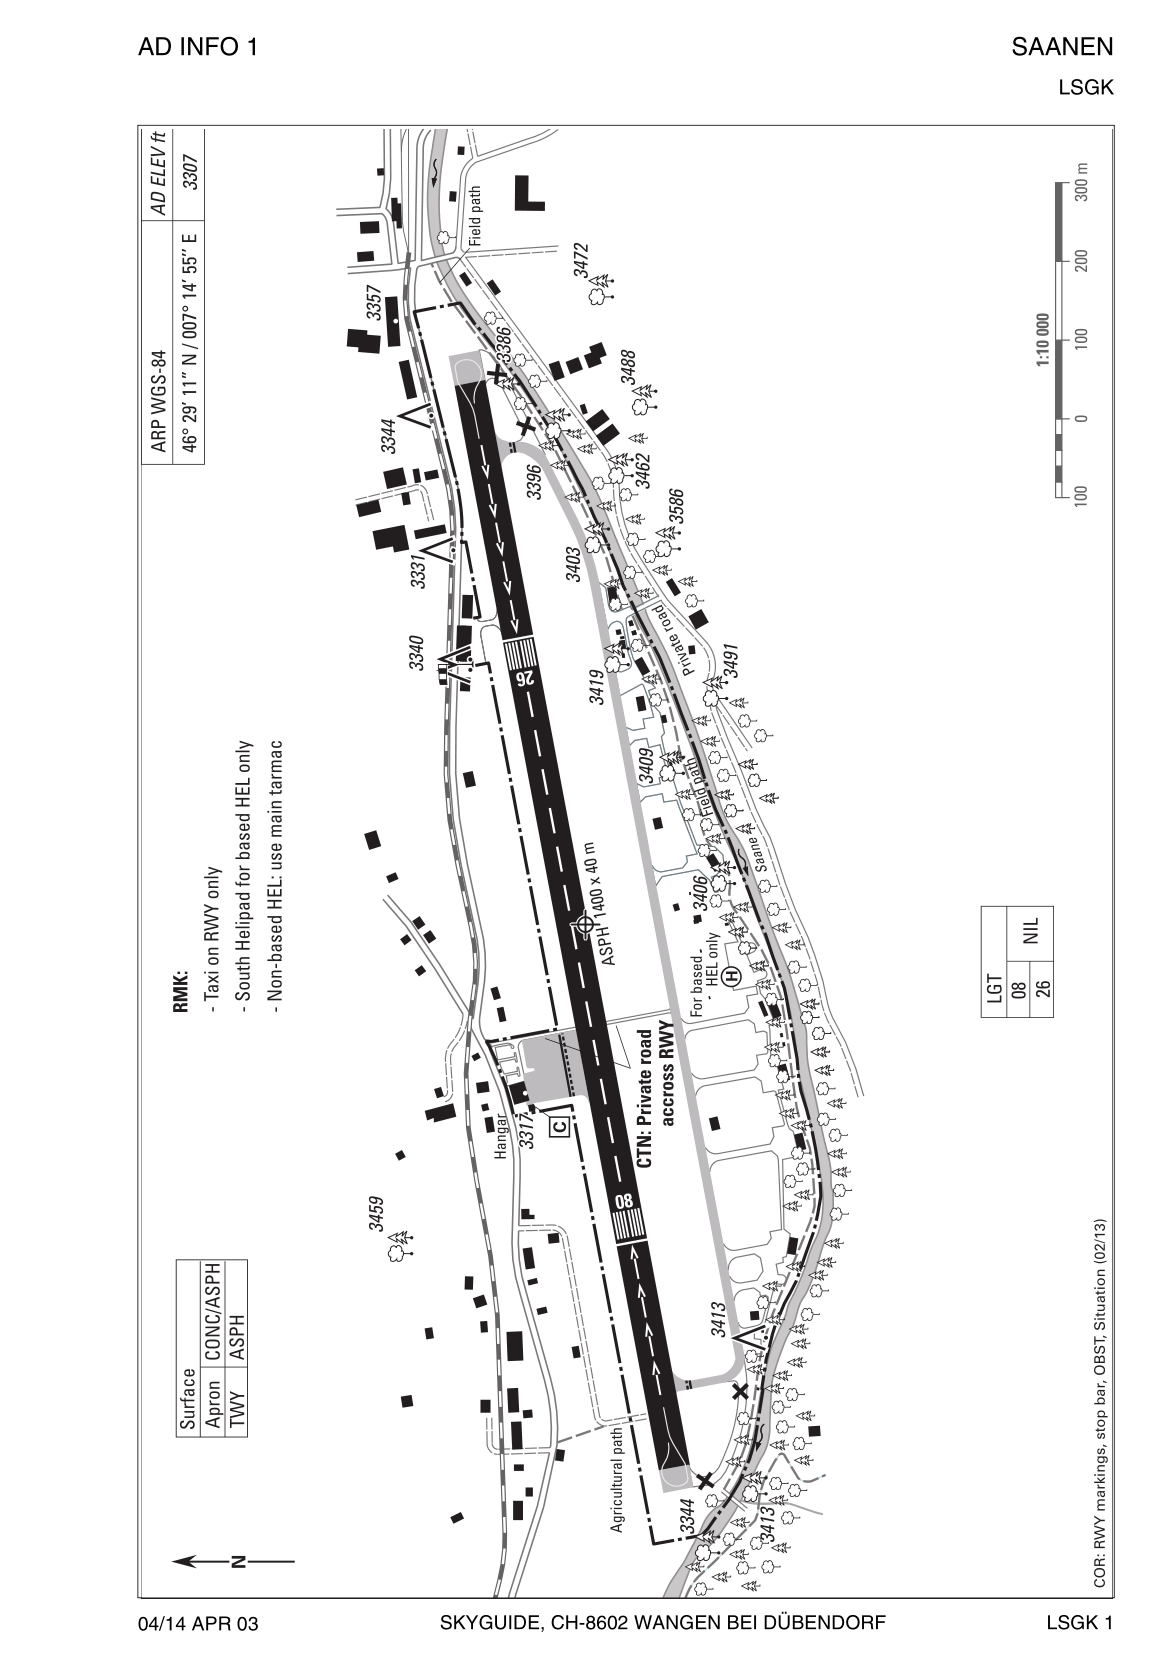 AD INFO 1
SAANEN
LSGK
ARP WGS-84
AD ELEV ft
46° 29' 11" N / 007° 14' 55" E
3307
RMK:
- Taxi on RWY only
- South Helipad for based HEL only
- Non-based HEL: use main tarmac
Surface
Apron CONC/ASPH
TWY ASPH
N
3357
3344
3331
3340
3459
Hangar
3317
C
Agricultural path
26
08
ASPH 1400 x 40 m
CTN: Private road
accross RWY
Field path
3472
3386
3488
3396
3462
3586
3403
3419
Private road
3491
3409
Field path
Saane
3406
For based
HEL only
H
3413
3344
3413
1:10 000
100
0
100
200
300 m
LGT
08
26
NIL
COR: RWY markings, stop bar, OBST, Situation (02/13)
04/14 APR 03
SKYGUIDE, CH-8602 WANGEN BEI DÜBENDORF
LSGK 1